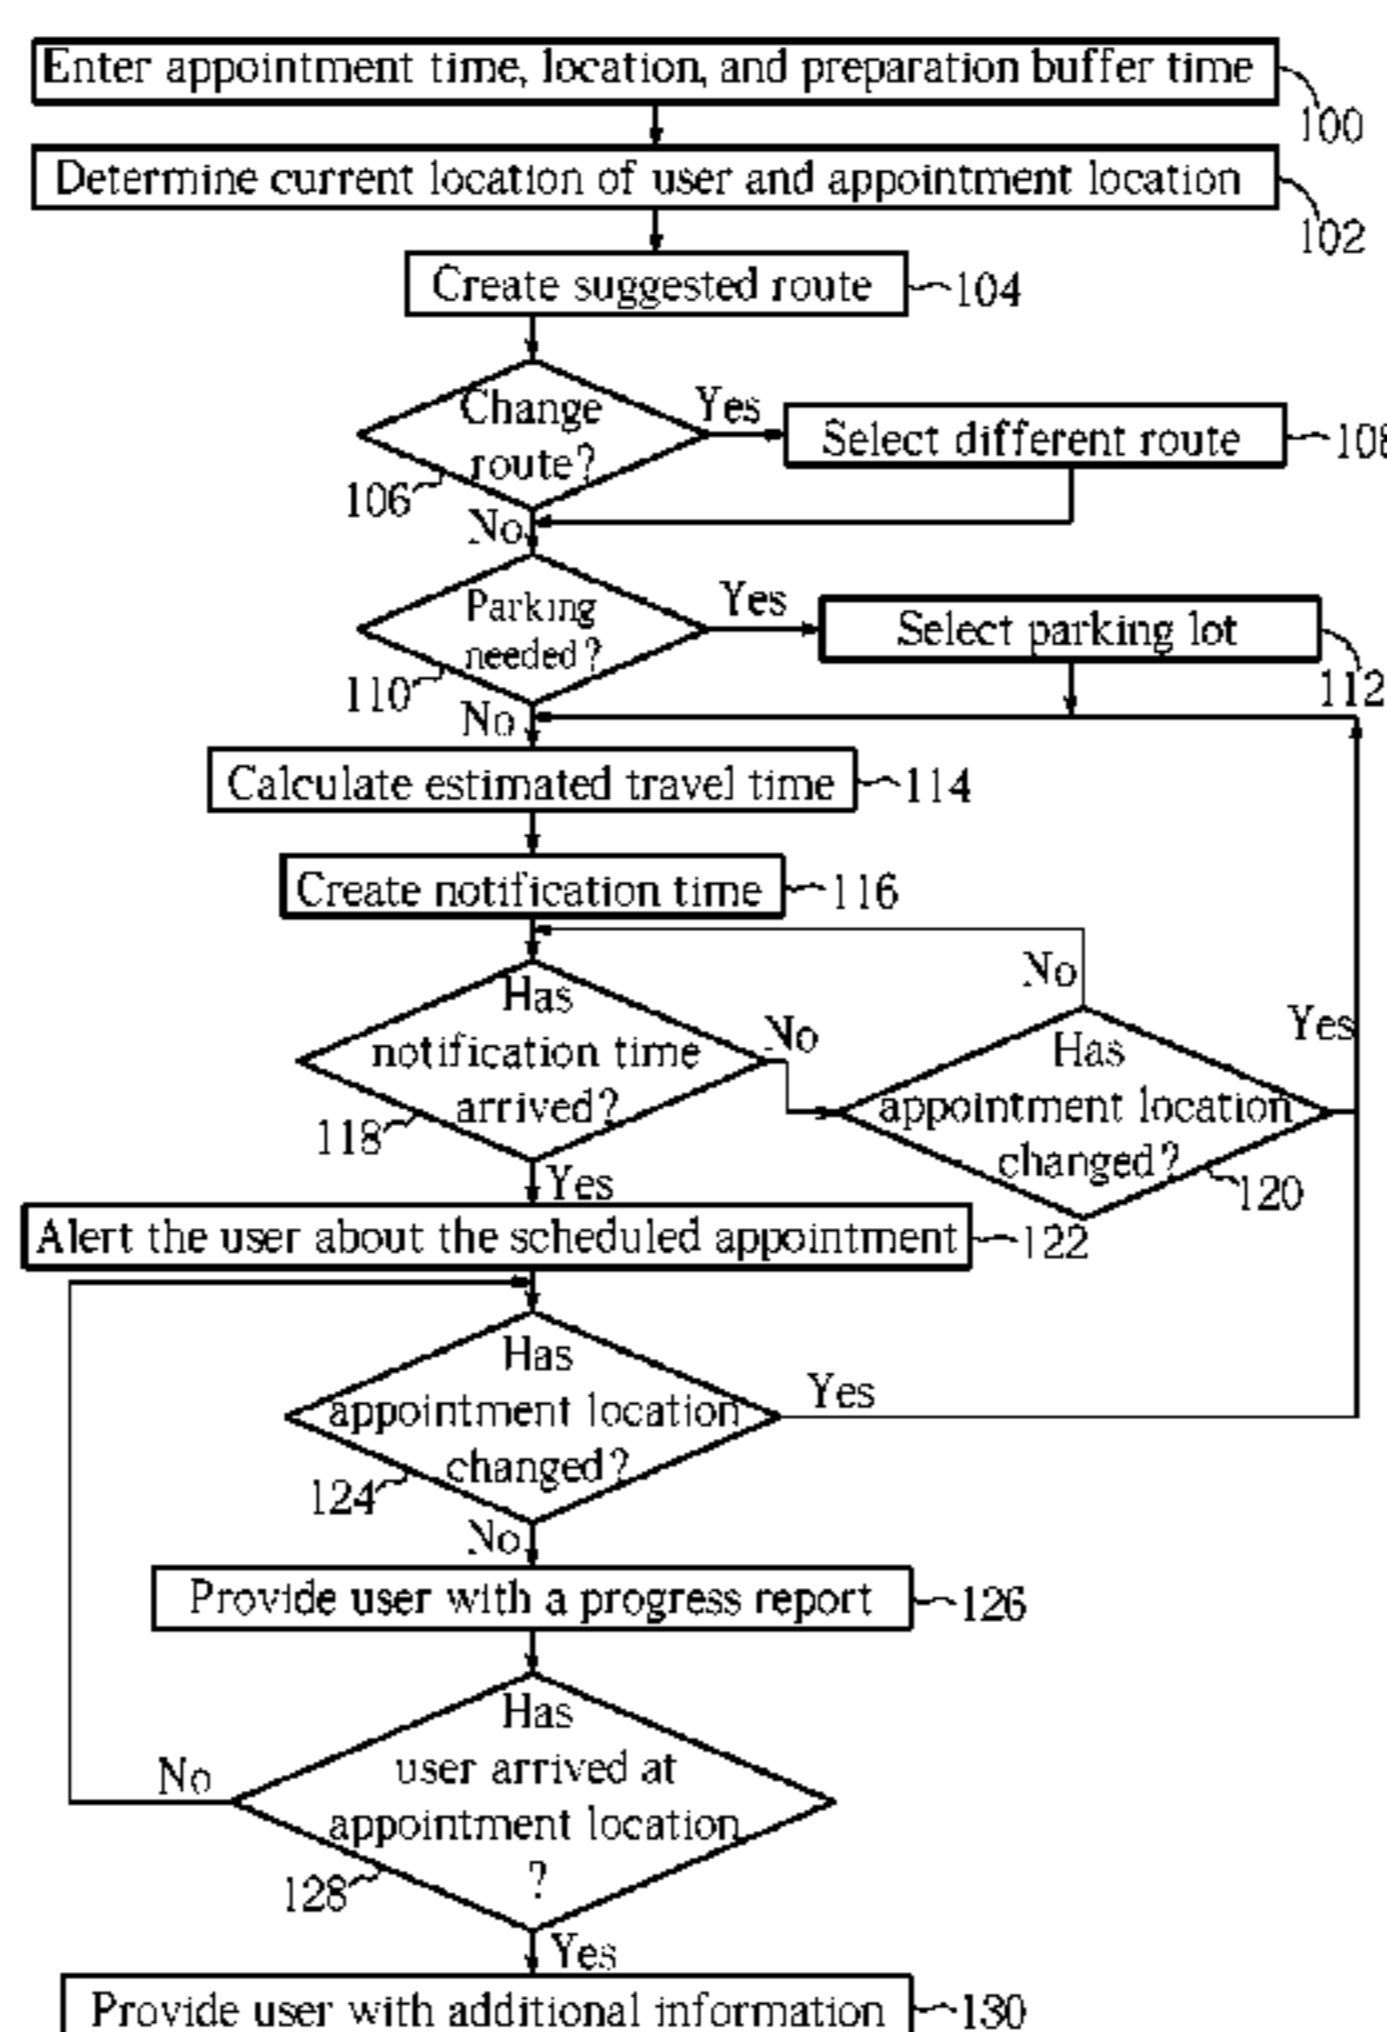 Enter appointment time, location, and preparation buffer time
100
Determine current location of user and appointment location
102
Create suggested route
104
Change
route?
106
Yes
Select different route
108
No
Parking
needed?
110
Yes
Select parking lot
112
No
Calculate estimated travel time
114
Create notification time
116
Has
notification time
arrived?
118
No
No
Has
appointment location
changed?
120
Yes
Yes
Alert the user about the scheduled appointment
122
Has
appointment location
changed?
124
Yes
No
Provide user with a progress report
126
Has
user arrived at
appointment location
?
128
No
Yes
Provide user with additional information
130